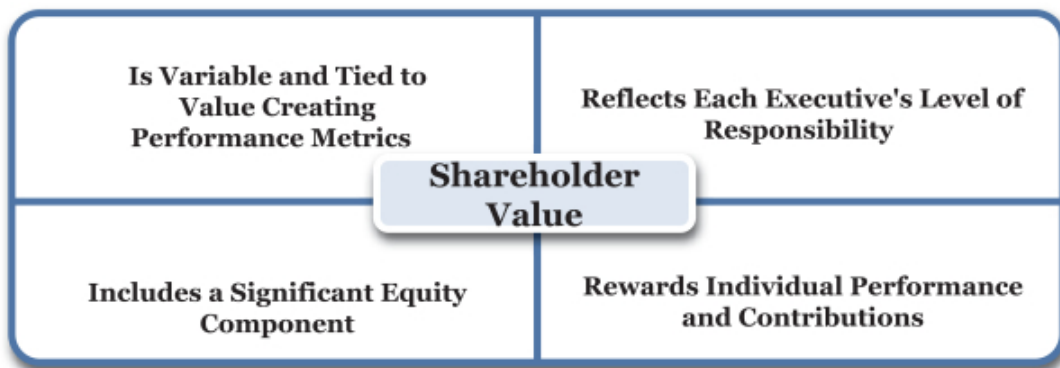 Is Variable and Tied to
Value Creating
Performance Metrics
Reflects Each Executive's Level of
Responsibility
Shareholder
Value
Includes a Significant Equity
Component
Rewards Individual Performance
and Contributions